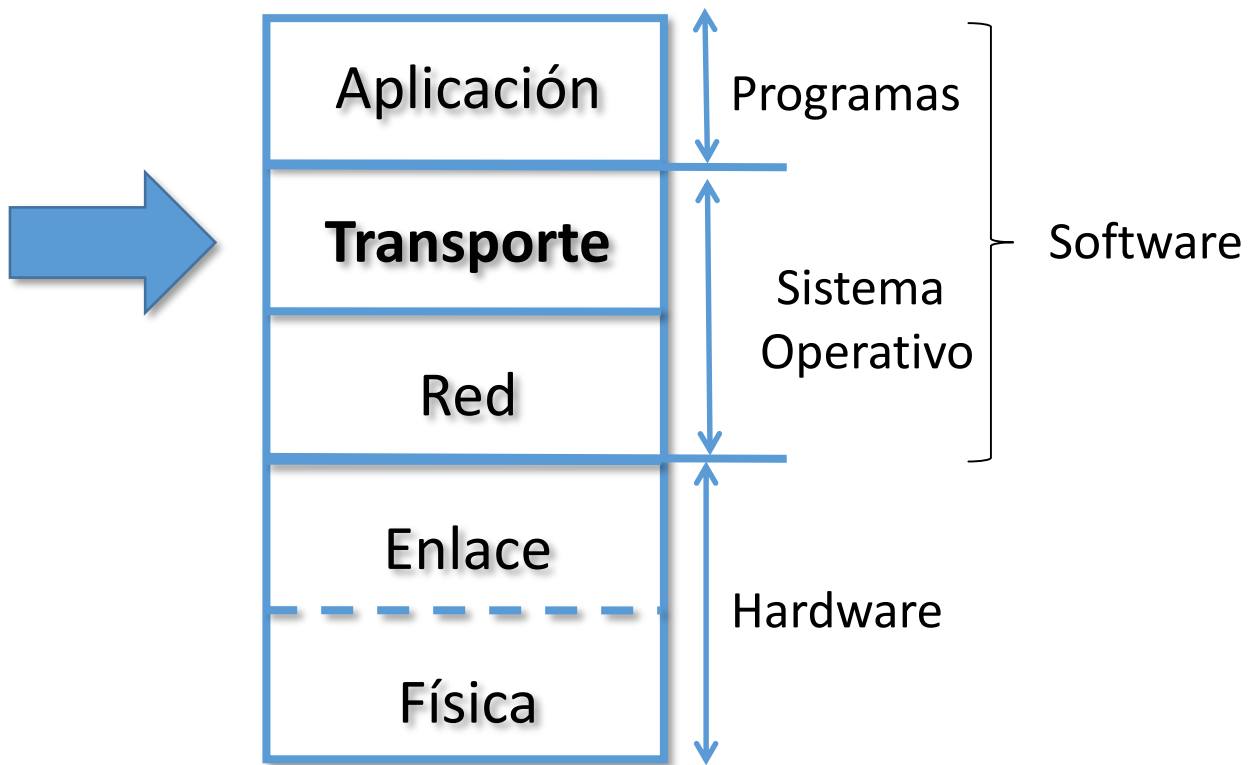 Aplicación
Programas
Transporte
Software
Sistema
Operativo
Red
Enlace
Hardware
Física